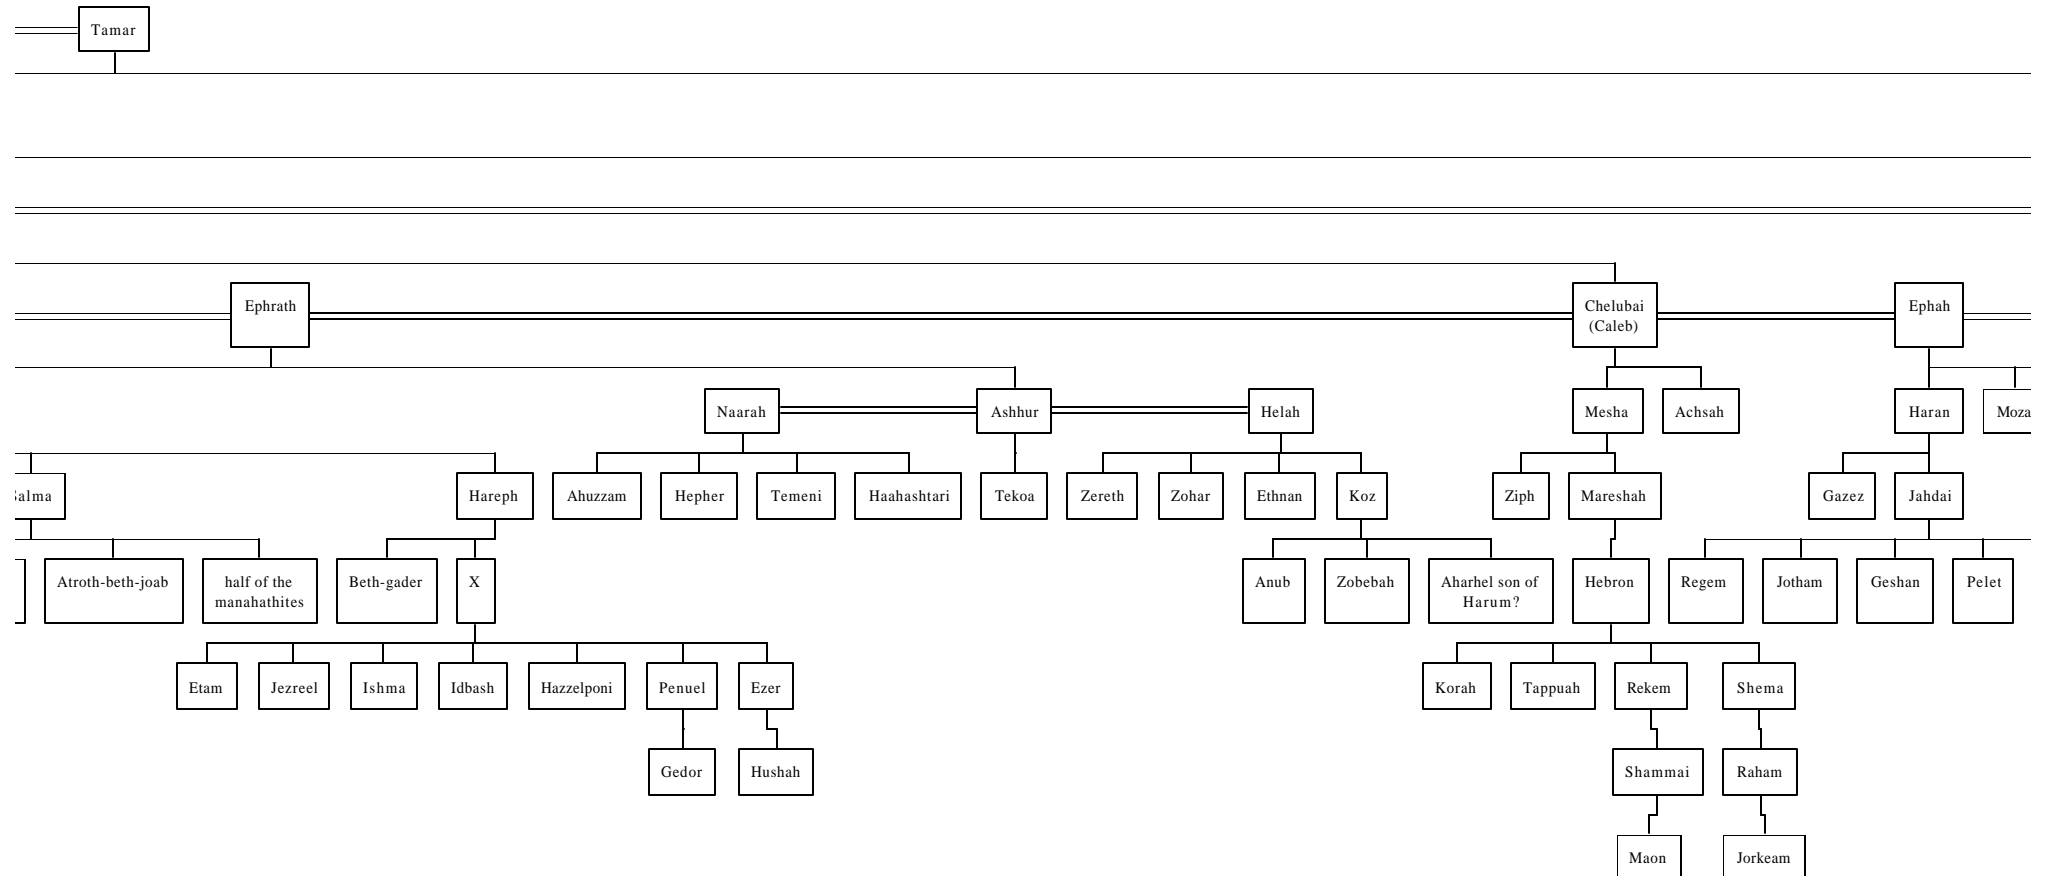 Tamar
Ephrath
Chelubai
(Caleb)
Ephah
Naarah
Ashhur
Helah
Mesha
Achsah
Haran
Moza
Salma
Hareph
Ahuzzam
Hepher
Temeni
Haahashtari
Tekoa
Zereth
Zohar
Ethnan
Koz
Ziph
Mareshah
Gazez
Jahdai
Atroth-beth-joab
half of the
manahathites
Beth-gader
X
Anub
Zobebah
Aharhel son of
Harum?
Hebron
Regem
Jotham
Geshan
Pelet
Etam
Jezreel
Ishma
Idbash
Hazzelponi
Penuel
Ezer
Korah
Tappuah
Rekem
Shema
Gedor
Hushah
Shammai
Raham
Maon
Jorkeam